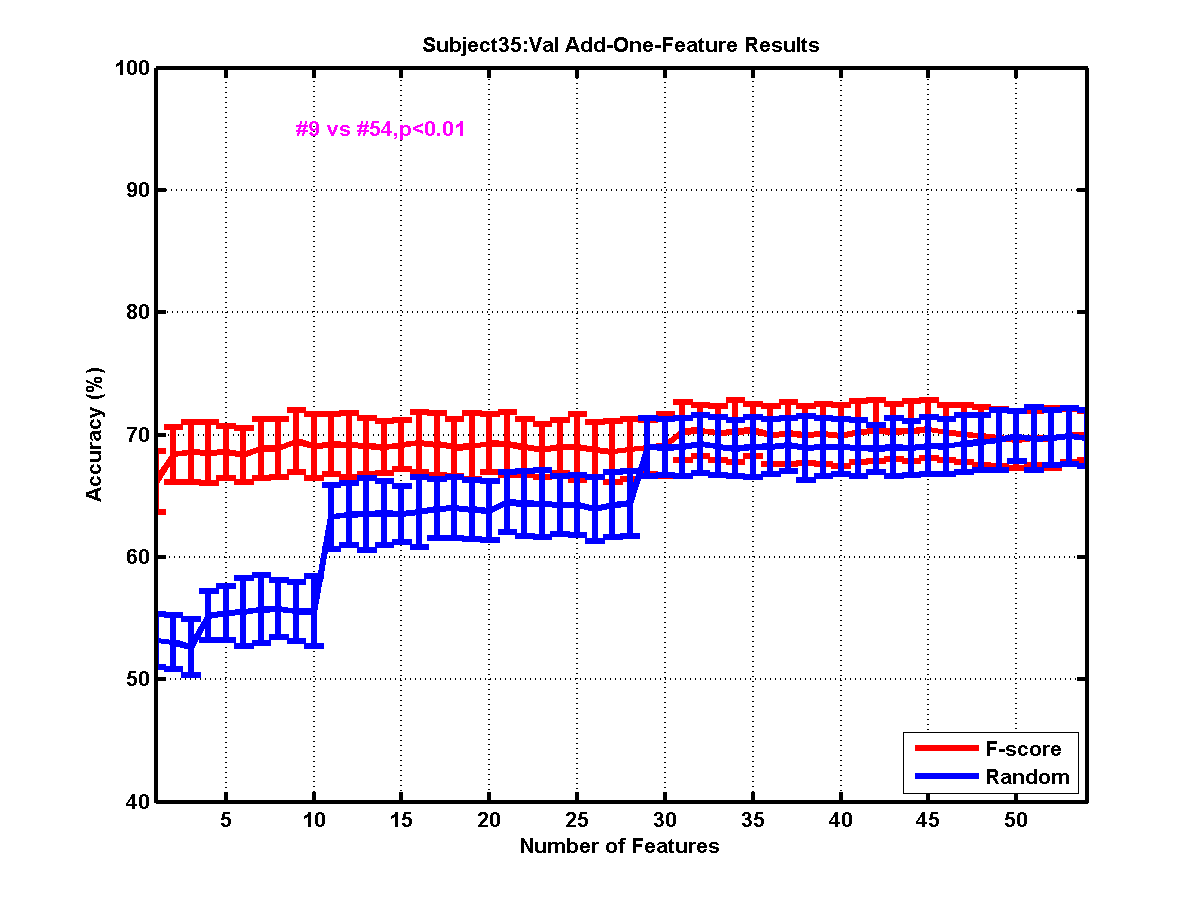 Subject35:Val Add-One-Feature Results
100
90
80
70
60
50
40
Accuracy (%)
#9 vs #54,p<0.01
F-score
Random
5 10 15 20 25 30 35 40 45 50
Number of Features